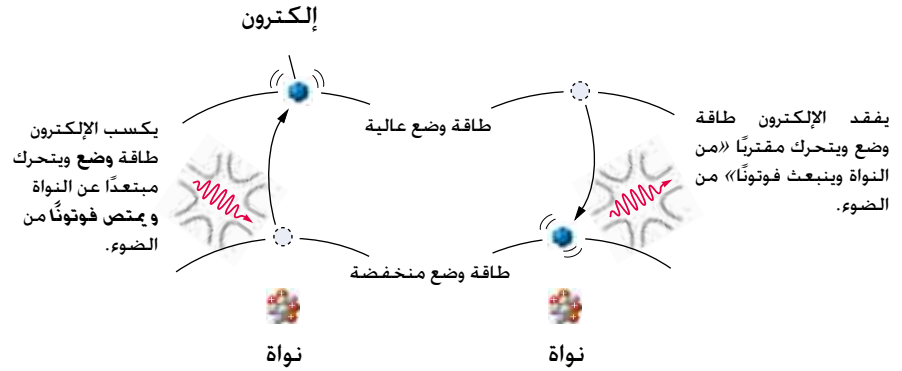 إلكترون
يفقد الإلكترون طاقة
وضع ويتحرك مقتربًا «من
النواة وينبعث فوتونًا» من
الضوء.
طاقة وضع عالية
يكسب الإلكترون
طاقة وضع ويتحرك
مبتعدًا عن النواة
ويمتص فوتونًا من
الضوء.
طاقة وضع منخفضة
نواة
نواة